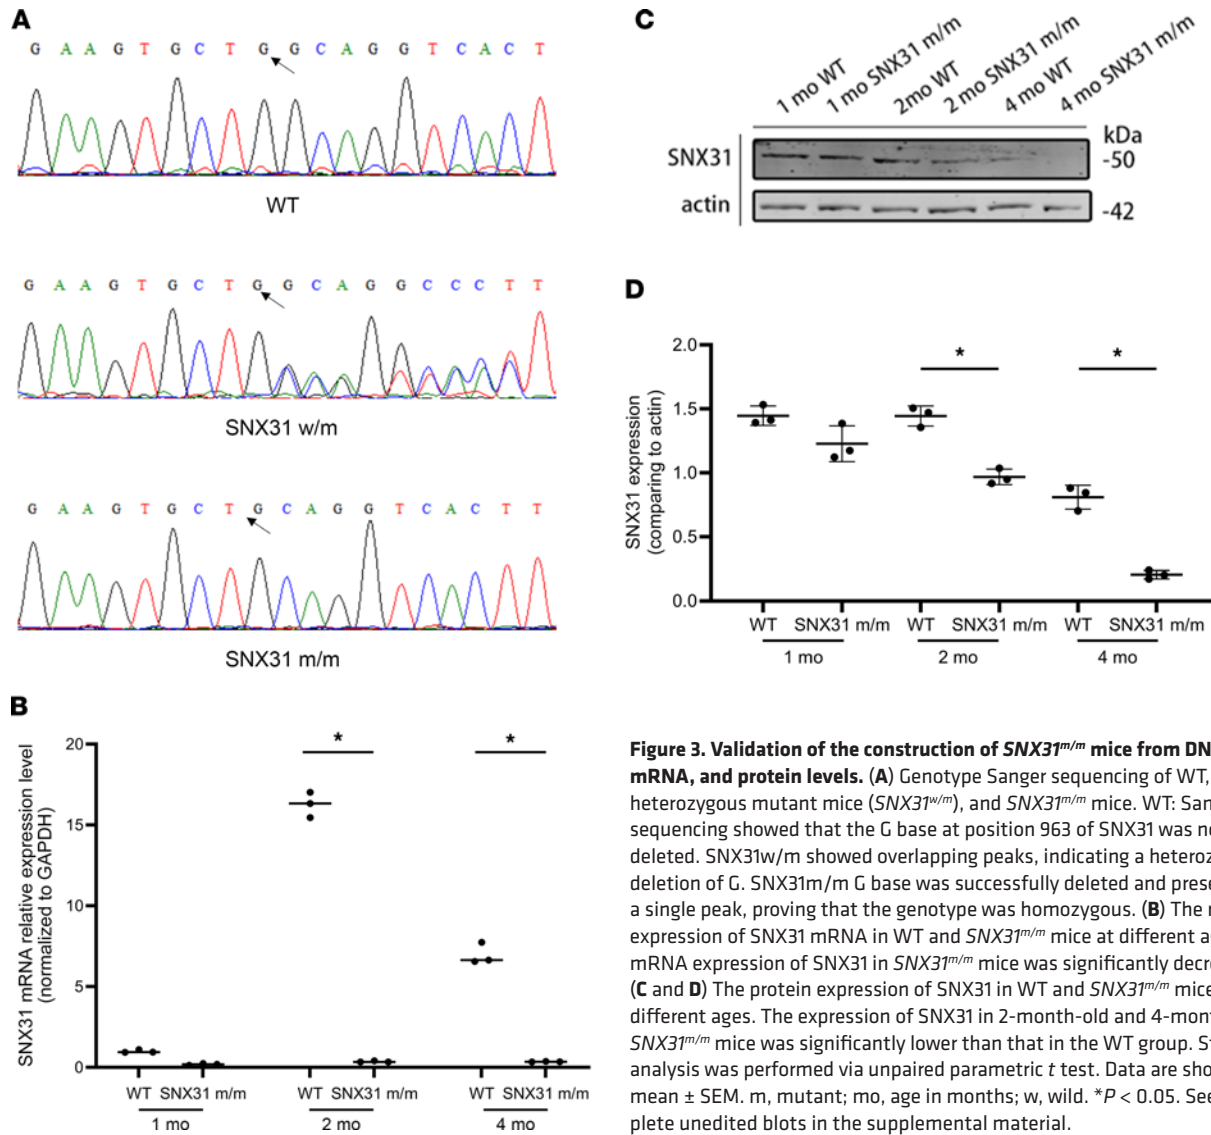 A
G A A G T G C T G G C A G G T C A C T
WT
G A A G T G C T G G C A G G C C C T T
SNX31 w/m
G A A G T G C T G C A G G T C A C T T
SNX31 m/m
B
SNX31 mRNA relative expression level
(normalized to GAPDH)
20
15
10
5
0
* *
WT SNX31 m/m WT SNX31 m/m WT SNX31 m/m
1 mo 2 mo 4 mo
C
1 mo WT
1 mo SNX31 m/m
2mo WT
2 mo SNX31 m/m
4 mo WT
4 mo SNX31 m/m
kDa
SNX31 -50
actin -42
D
SNX31 expression
(comparing to actin)
2.0
1.5
1.0
0.5
0.0
* *
WT SNX31 m/m WT SNX31 m/m WT SNX31 m/m
1 mo 2 mo 4 mo
Figure 3. Validation of the construction of SNX31m/m mice from DN
mRNA, and protein levels. (A) Genotype Sanger sequencing of WT,
heterozygous mutant mice (SNX31w/m), and SNX31m/m mice. WT: San
sequencing showed that the G base at position 963 of SNX31 was no
deleted. SNX31w/m showed overlapping peaks, indicating a heteroz
deletion of G. SNX31m/m G base was successfully deleted and prese
a single peak, proving that the genotype was homozygous. (B) The r
expression of SNX31 mRNA in WT and SNX31m/m mice at different a
mRNA expression of SNX31 in SNX31m/m mice was significantly decre
(C and D) The protein expression of SNX31 in WT and SNX31m/m mice
different ages. The expression of SNX31 in 2-month-old and 4-mont
SNX31m/m mice was significantly lower than that in the WT group. St
analysis was performed via unpaired parametric t test. Data are sho
mean ± SEM. m, mutant; mo, age in months; w, wild. *P < 0.05. See
plete unedited blots in the supplemental material.